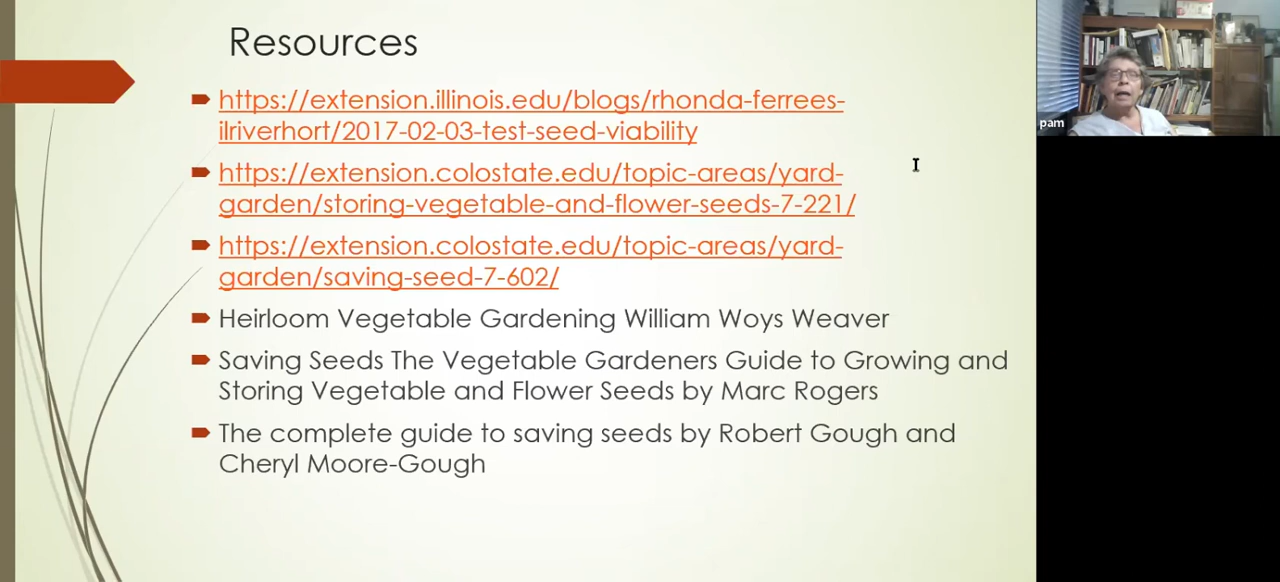 Resources
https://extension.illinois.edu/blogs/rhonda-ferrees-
ilriverhort/2017-02-03-test-seed-viability
https://extension.colostate.edu/topic-areas/yard-
garden/storing-vegetable-and-flower-seeds-7-221/
https://extension.colostate.edu/topic-areas/yard-
garden/saving-seed-7-602/
Heirloom Vegetable Gardening William Woys Weaver
Saving Seeds The Vegetable Gardeners Guide to Growing and
Storing Vegetable and Flower Seeds by Marc Rogers
The complete guide to saving seeds by Robert Gough and
Cheryl Moore-Gough
pam